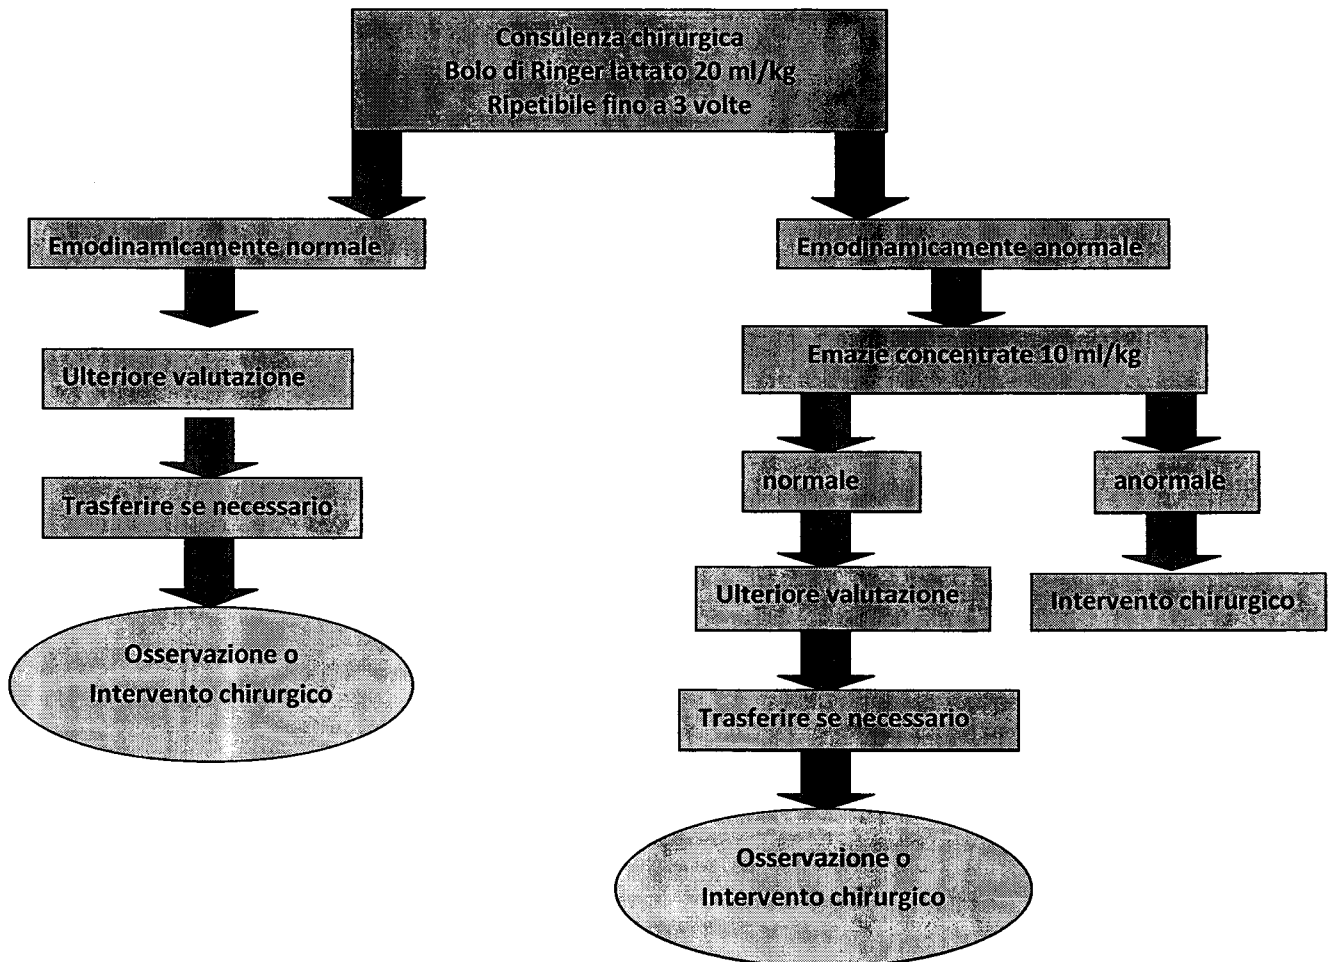 Consulenza chirurgica
Bolo di Ringer lattato 20 ml/kg
Ripetibile fino a 3 volte
Emodinamicamente normale
Emodinamicamente anormale
Ulteriore valutazione
Emazie concentrate 10 ml/kg
Trasferire se necessario
normale
anormale
Osservazione o
Intervento chirurgico
Ulteriore valutazione
Intervento chirurgico
Trasferire se necessario
Osservazione o
Intervento chirurgico